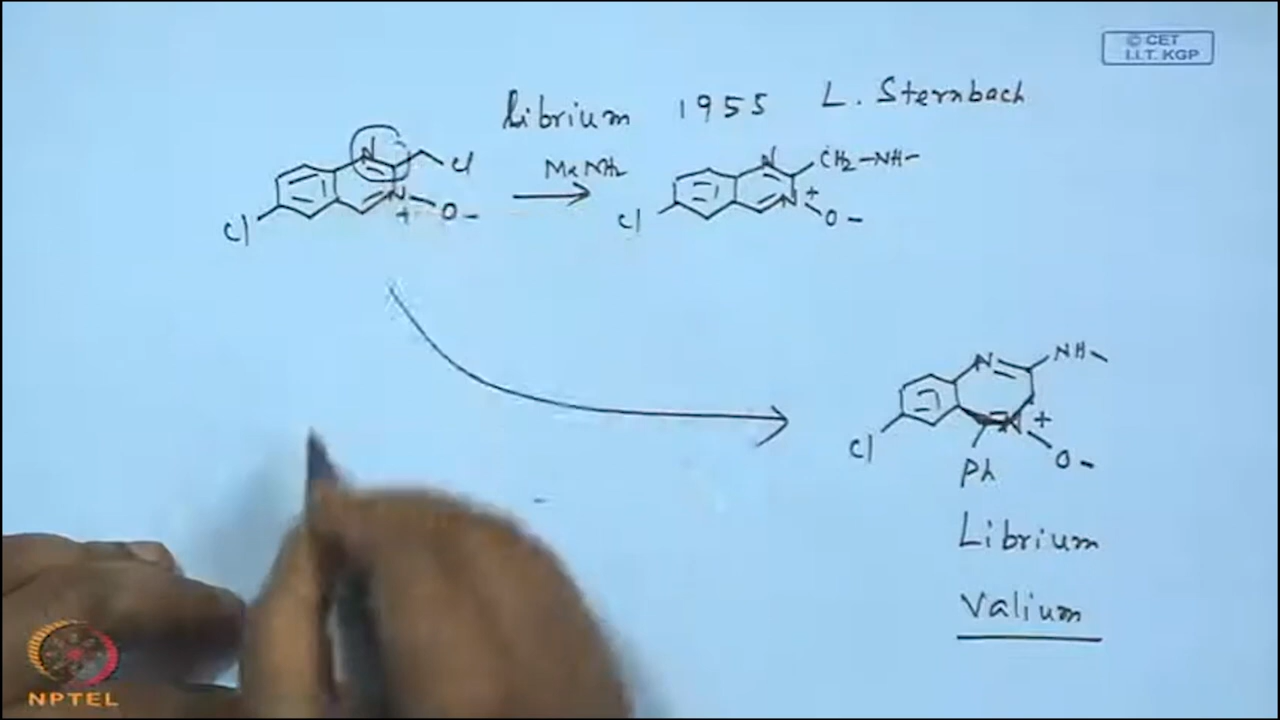 © CET
I.I.T. KGP
Librium 1955 L. Sternbach
N Cl
N
+ O -
Cl
MeNH2
N CH2-NH-
N + O -
Cl
N NH-
N + O -
Cl
Ph
Librium
Valium
NPTEL